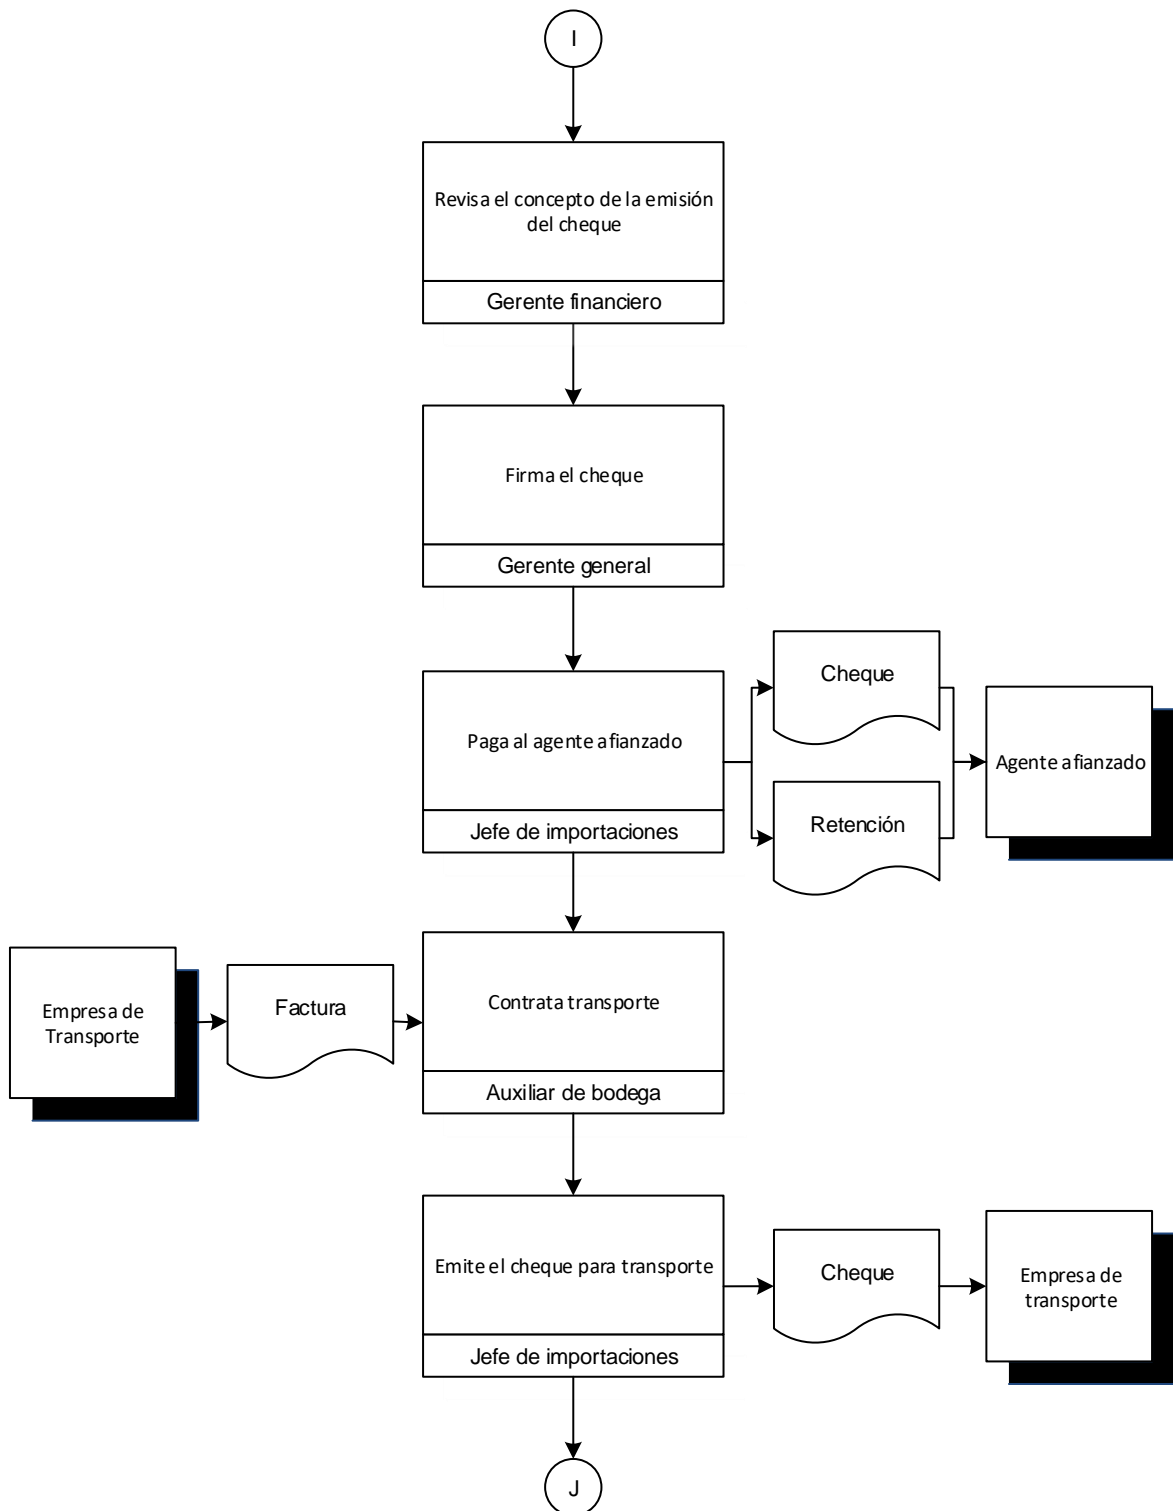 I
Revisa el concepto de la emisión
del cheque
Gerente financiero
Firma el cheque
Gerente general
Paga al agente afianzado
Jefe de importaciones
Cheque
Retención
Agente afianzado
Empresa de
Transporte
Factura
Contrata transporte
Auxiliar de bodega
Emite el cheque para transporte
Jefe de importaciones
Cheque
Empresa de
transporte
J